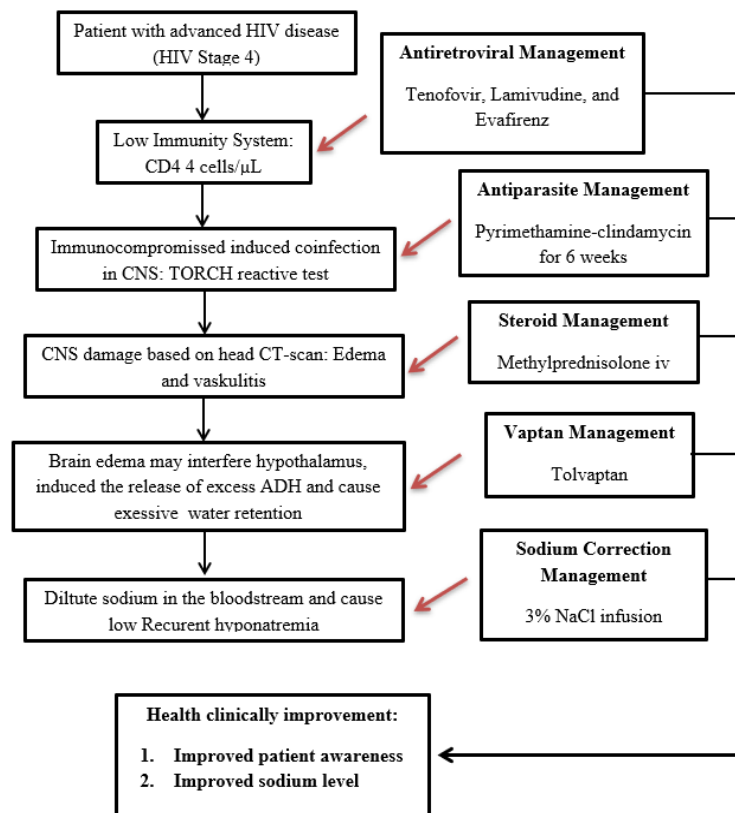 Patient with advanced HIV disease
(HIV Stage 4)
Antiretroviral Management
Tenofovir, Lamivudine, and
Evafirenz
Low Immunity System:
CD4 4 cells/µL
Antiparasite Management
Pyrimethamine-clindamycin
for 6 weeks
Immunocompromissed induced coinfection
in CNS: TORCH reactive test
Steroid Management
Methylprednisolone iv
CNS damage based on head CT-scan: Edema
and vaskulitis
Vaptan Management
Tolvaptan
Brain edema may interfere hypothalamus,
induced the release of excess ADH and cause
exessive water retention
Sodium Correction
Management
3% NaCl infusion
Diltute sodium in the bloodstream and cause
low Recurent hyponatremia
Health clinically improvement:
1. Improved patient awareness
2. Improved sodium level